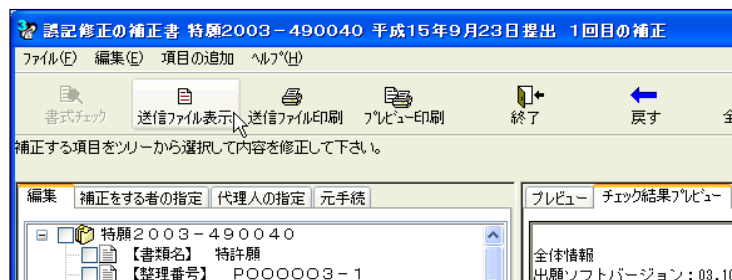 誤記修正の補正書 特願2003-490040 平成15年9月23日提出 1回目の補正
ファイル(F) 編集(E) 項目の追加 ヘルプ(H)
書式チェック 送信ファイル表示 送信ファイル印刷 プレビュー印刷 終了 戻す 全
補正する項目をツリーから選択して内容を修正して下さい。
編集 補正をする者の指定 代理人の指定 元手続 プレビュー チェック結果プレビュー
特願2003-490040
【書類名】 特許願
全体情報
【整理番号】 P000003-1
出願ソフトバージョン:03.10